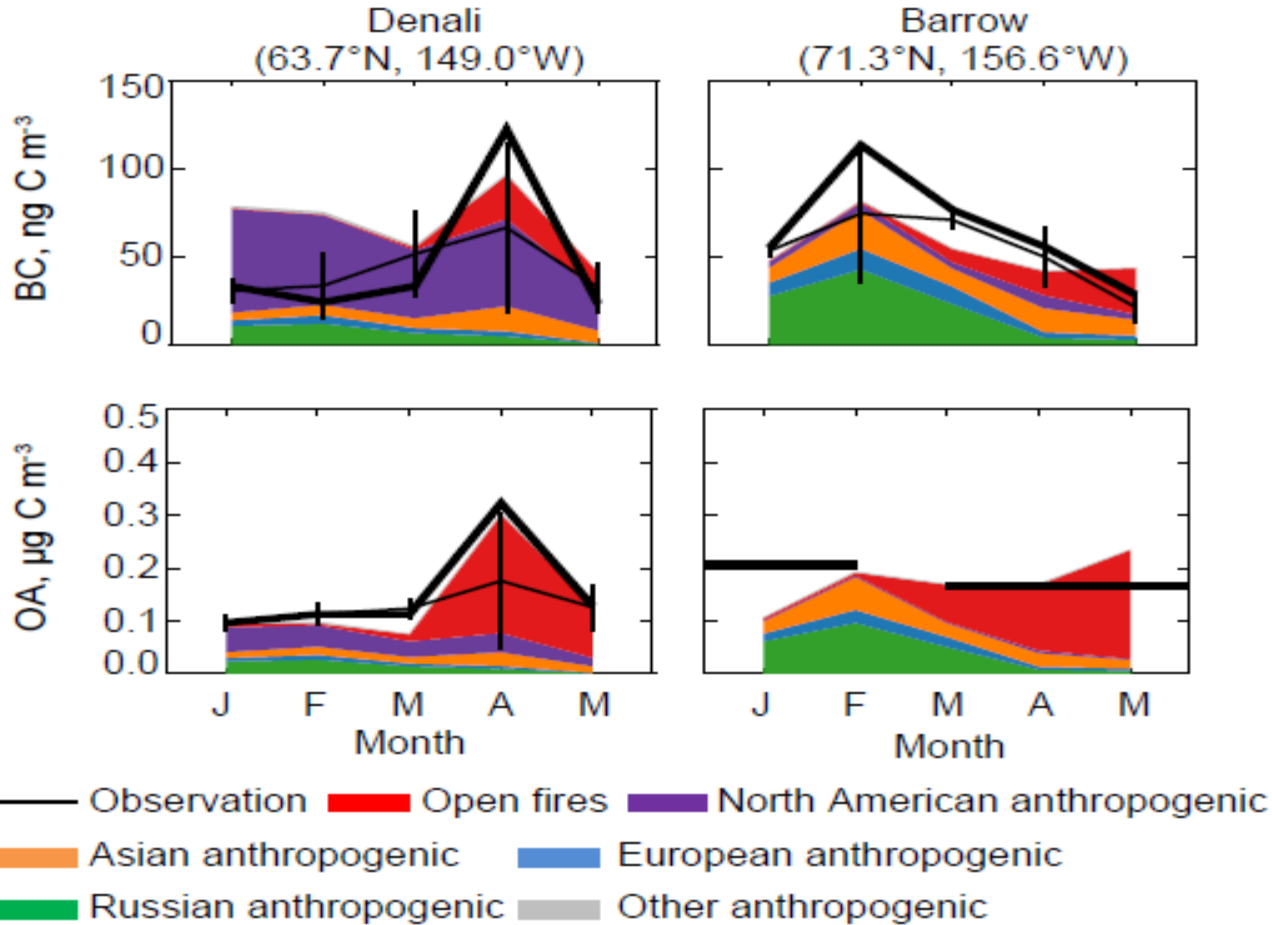 Denali
(63.7°N, 149.0°W)
Barrow
(71.3°N, 156.6°W)
BC, ng C m⁻³
150
100
50
0
OA, µg C m⁻³
0.5
0.4
0.3
0.2
0.1
0.0
J F M A M
Month
J F M A M
Month
Observation Open fires North American anthropogenic
Asian anthropogenic European anthropogenic
Russian anthropogenic Other anthropogenic